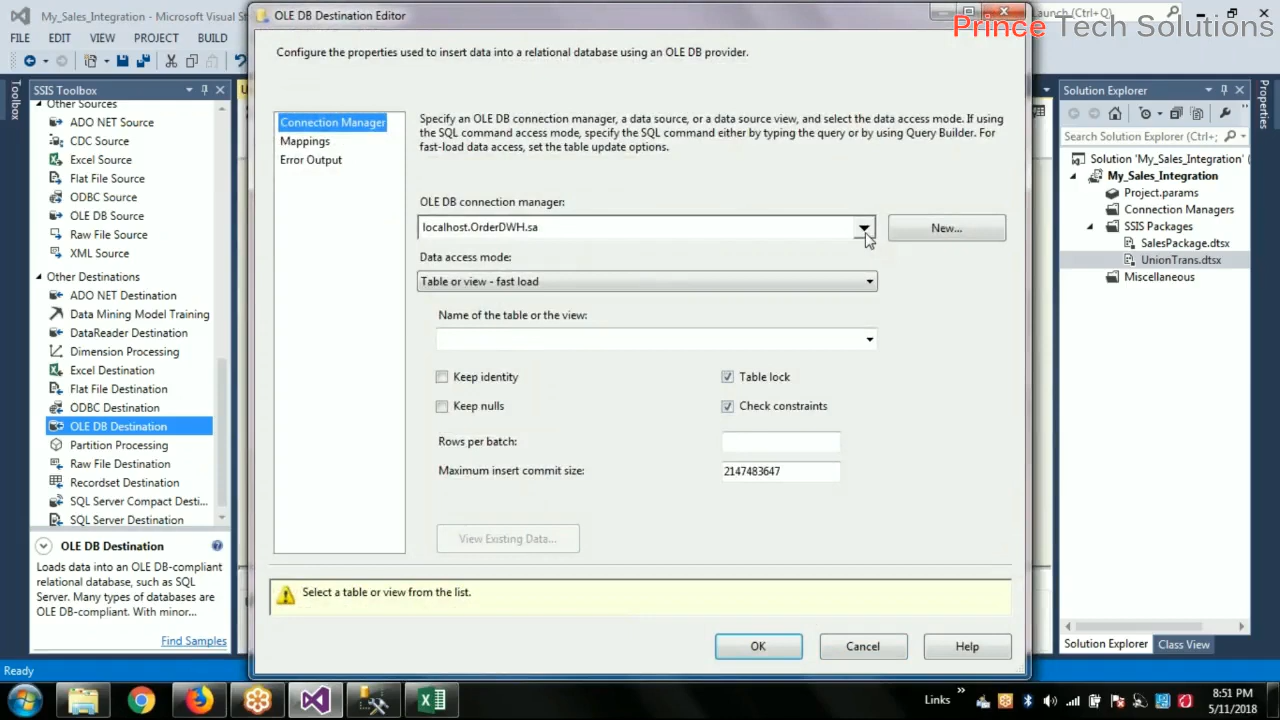 My_Sales_Integration - Microsoft Visual St
OLE DB Destination Editor
Launch (Ctrl+Q)
Prince Tech Solutions
FILE EDIT VIEW PROJECT BUILD
Configure the properties used to insert data into a relational database using an OLE DB provider.
Toolbox
SSIS Toolbox
Other Sources
ADO NET Source
CDC Source
Excel Source
Flat File Source
ODBC Source
OLE DB Source
Raw File Source
XML Source
Other Destinations
ADO NET Destination
Data Mining Model Training
DataReader Destination
Dimension Processing
Excel Destination
Flat File Destination
ODBC Destination
OLE DB Destination
Partition Processing
Raw File Destination
Recordset Destination
SQL Server Compact Desti...
SQL Server Destination
OLE DB Destination
Loads data into an OLE DB-compliant
relational database, such as SQL
Server. Many types of databases are
OLE DB-compliant. With minor...
Find Samples
Connection Manager
Mappings
Error Output
Specify an OLE DB connection manager, a data source, or a data source view, and select the data access mode. If using
the SQL command access mode, specify the SQL command either by typing the query or by using Query Builder. For
fast-load data access, set the table update options.
OLE DB connection manager:
localhost.OrderDWH.sa
New...
Data access mode:
Table or view - fast load
Name of the table or the view:
Keep identity
Table lock
Keep nulls
Check constraints
Rows per batch:
Maximum insert commit size:
2147483647
View Existing Data...
Select a table or view from the list.
OK
Cancel
Help
Solution Explorer
Search Solution Explorer (Ctrl+;
Solution 'My_Sales_Integration' (
My_Sales_Integration
Project.params
Connection Managers
SSIS Packages
SalesPackage.dtsx
UnionTrans.dtsx
Miscellaneous
Solution Explorer
Class View
Properties
Ready
Links
8:51 PM
5/11/2018